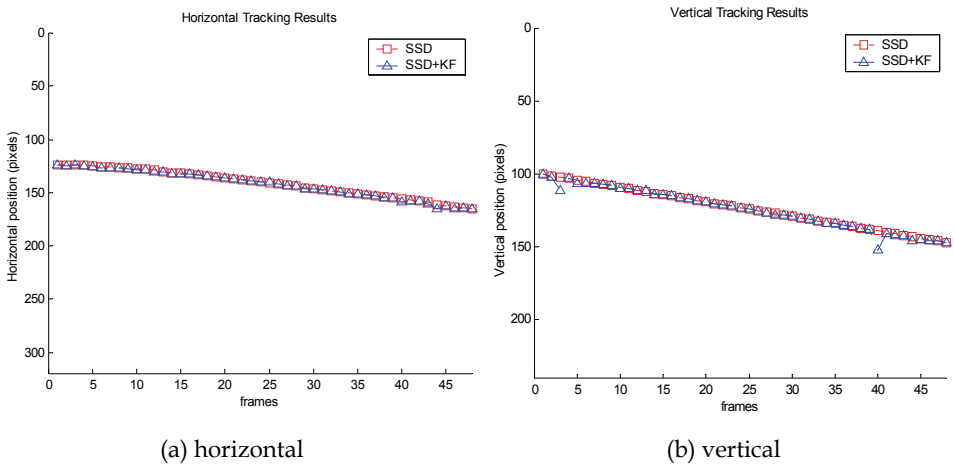 Horizontal Tracking Results
0
50
100
150
200
250
300
Horizontal position (pixels)
SSD
SSD+KF
0 5 10 15 20 25 30 35 40 45
frames
(a) horizontal
Vertical Tracking Results
0
50
100
150
200
Vertical position (pixels)
SSD
SSD+KF
0 5 10 15 20 25 30 35 40 45
frames
(b) vertical